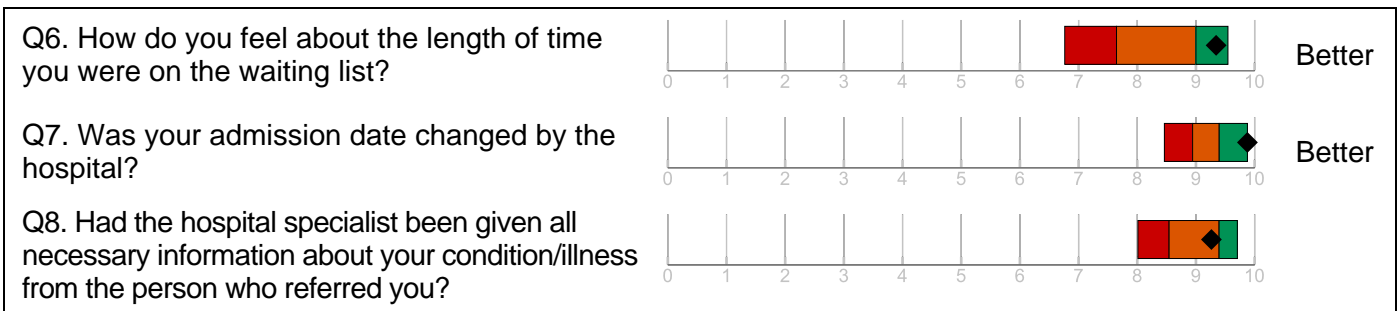 Q6. How do you feel about the length of time
you were on the waiting list?
0 1 2 3 4 5 6 7 8 9 10
Better
Q7. Was your admission date changed by the
hospital?
0 1 2 3 4 5 6 7 8 9 10
Better
Q8. Had the hospital specialist been given all
necessary information about your condition/illness
from the person who referred you?
0 1 2 3 4 5 6 7 8 9 10